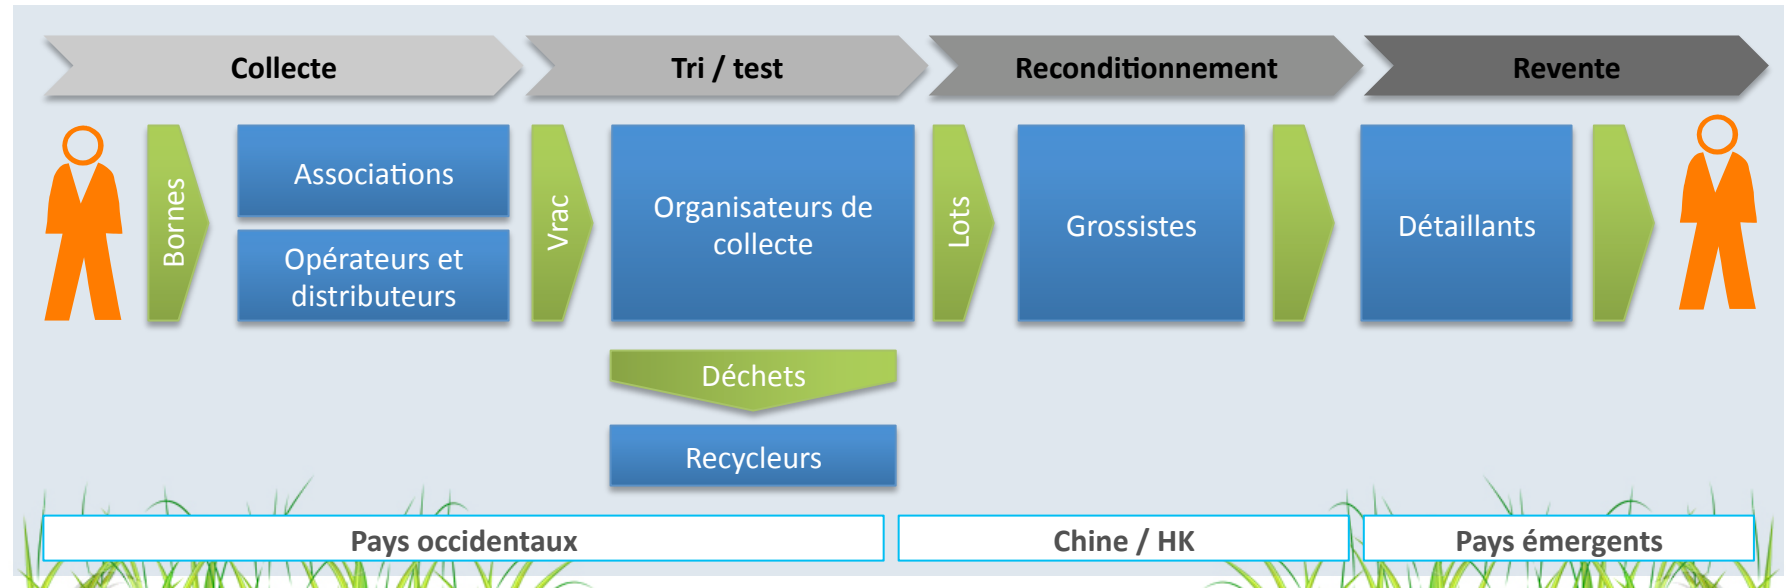 Collecte
Tri / test
Reconditionnement
Revente
Bornes
Associations
Opérateurs et
distributeurs
Vrac
Organisateurs de
collecte
Lots
Grossistes
Détaillants
Déchets
Recycleurs
Pays occidentaux
Chine / HK
Pays émergents